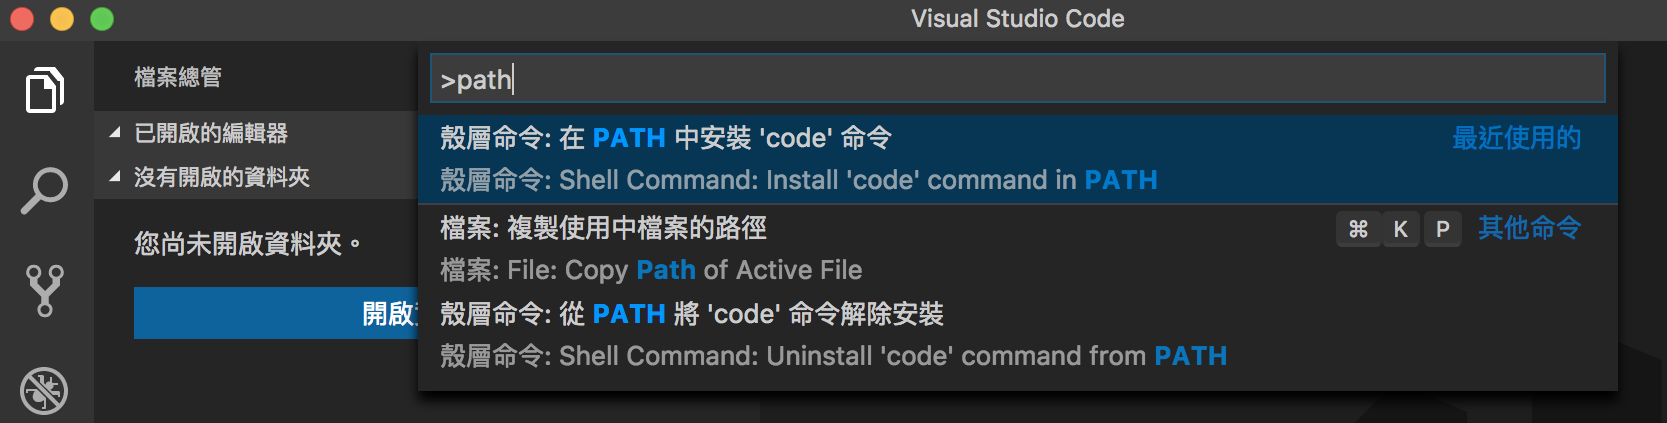 Visual Studio Code
檔案總管
已開啟的編輯器
沒有開啟的資料夾
您尚未開啟資料夾。
開啟
>path
殼層命令: 在 PATH 中安裝 'code' 命令 最近使用的
殼層命令: Shell Command: Install 'code' command in PATH
檔案: 複製使用中檔案的路徑 ⌘ K P 其他命令
檔案: File: Copy Path of Active File
殼層命令: 從 PATH 將 'code' 命令解除安裝
殼層命令: Shell Command: Uninstall 'code' command from PATH